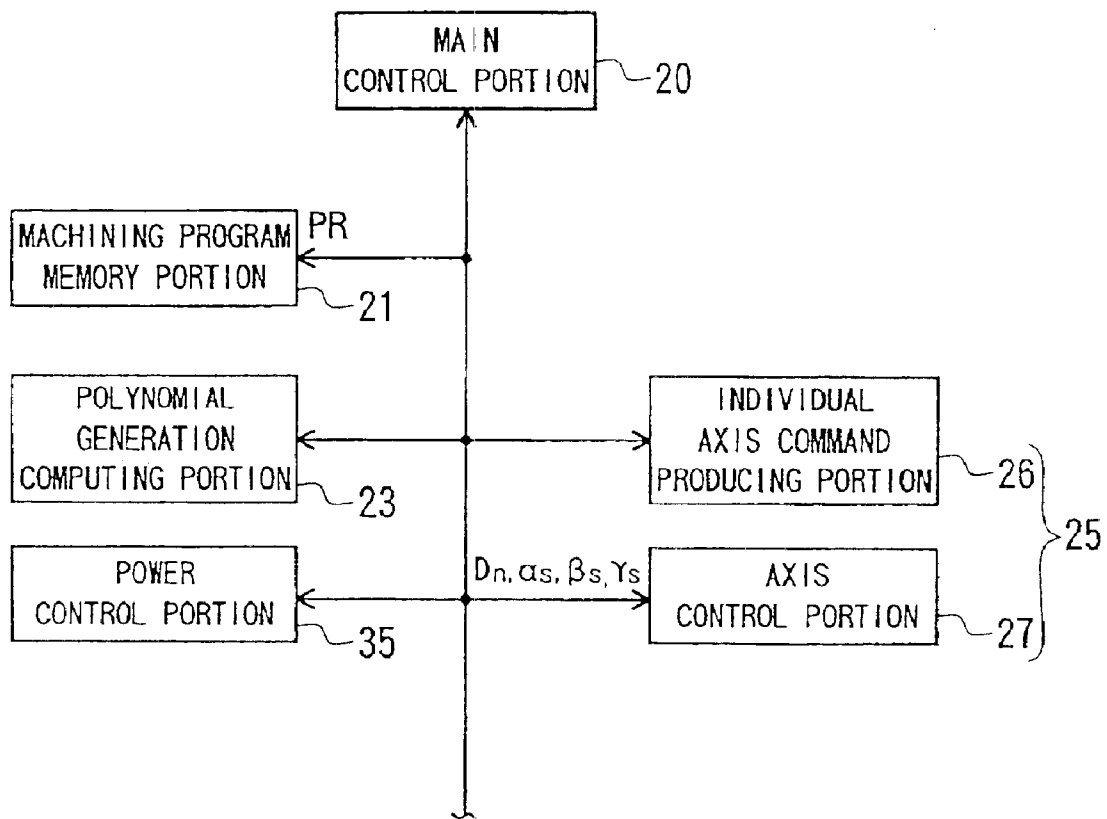 MAIN
CONTROL PORTION
20
MACHINING PROGRAM
MEMORY PORTION
PR
21
POLYNOMIAL
GENERATION
COMPUTING PORTION
23
INDIVIDUAL
AXIS COMMAND
PRODUCING PORTION
26
25
POWER
CONTROL PORTION
35
Dn, αs, βs, γs
AXIS
CONTROL PORTION
27